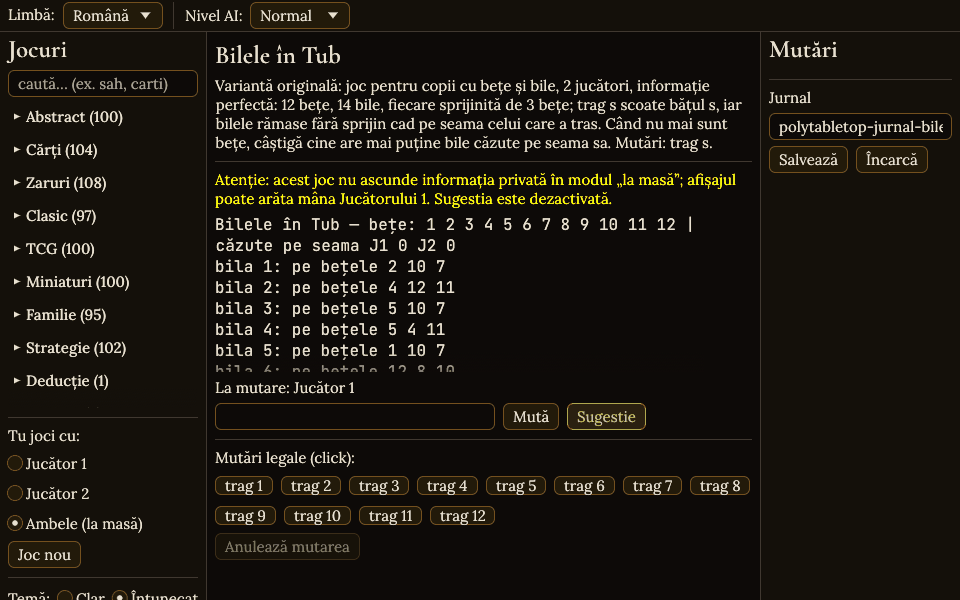 Limbă: Română ▼ Nivel AI: Normal ▼
Jocuri
caută... (ex. sah, carti)
▸ Abstract (100)
▸ Cărți (104)
▸ Zaruri (108)
▸ Clasic (97)
▸ TCG (100)
▸ Miniaturi (100)
▸ Familie (95)
▸ Strategie (102)
▸ Deducție (1)
Tu joci cu:
Jucător 1
Jucător 2
Ambele (la masă)
Joc nou
Temă: Clar Întunecat
Bilele în Tub
Variantă originală: joc pentru copii cu bețe și bile, 2 jucători, informație
perfectă: 12 bețe, 14 bile, fiecare sprijinită de 3 bețe; trag s scoate bățul s, iar
bilele rămase fără sprijin cad pe seama celui care a tras. Când nu mai sunt
bețe, câștigă cine are mai puține bile căzute pe seama sa. Mutări: trag s.
Atenție: acest joc nu ascunde informația privată în modul „la masă”; afișajul
poate arăta mâna Jucătorului 1. Sugestia este dezactivată.
Bilele în Tub — bețe: 1 2 3 4 5 6 7 8 9 10 11 12 |
căzute pe seama J1 0 J2 0
bila 1: pe bețele 2 10 7
bila 2: pe bețele 4 12 11
bila 3: pe bețele 5 10 7
bila 4: pe bețele 5 4 11
bila 5: pe bețele 1 10 7
bila 6: pe bețele 12 8 10
La mutare: Jucător 1
Mută Sugestie
Mutări legale (click):
trag 1 trag 2 trag 3 trag 4 trag 5 trag 6 trag 7 trag 8
trag 9 trag 10 trag 11 trag 12
Anulează mutarea
Mutări
Jurnal
polytabletop-jurnal-bile
Salvează Încarcă